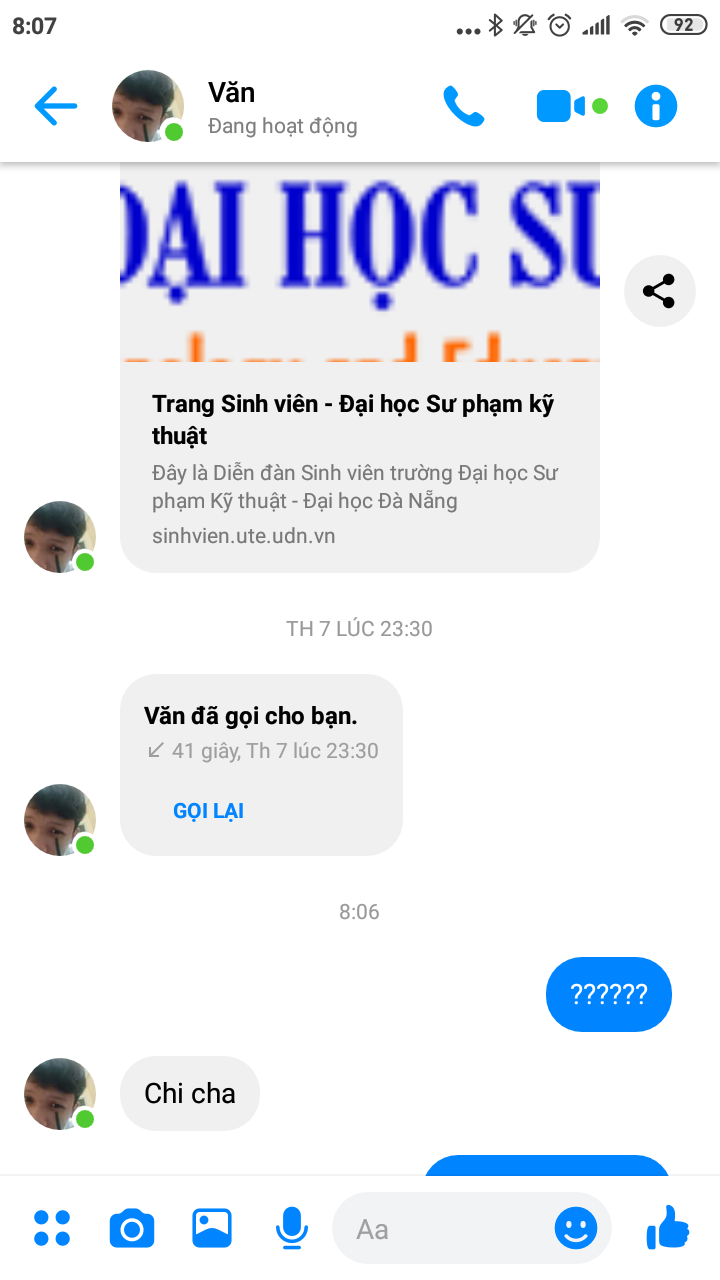 8:07
92
Văn
Đang hoạt động
ĐẠI HỌC SƯ
Trang Sinh viên - Đại học Sư phạm kỹ
thuật
Đây là Diễn đàn Sinh viên trường Đại học Sư
phạm Kỹ thuật - Đại học Đà Nẵng
sinhvien.ute.udn.vn
TH 7 LÚC 23:30
Văn đã gọi cho bạn.
41 giây, Th 7 lúc 23:30
GỌI LẠI
8:06
??????
Chi cha
Aa